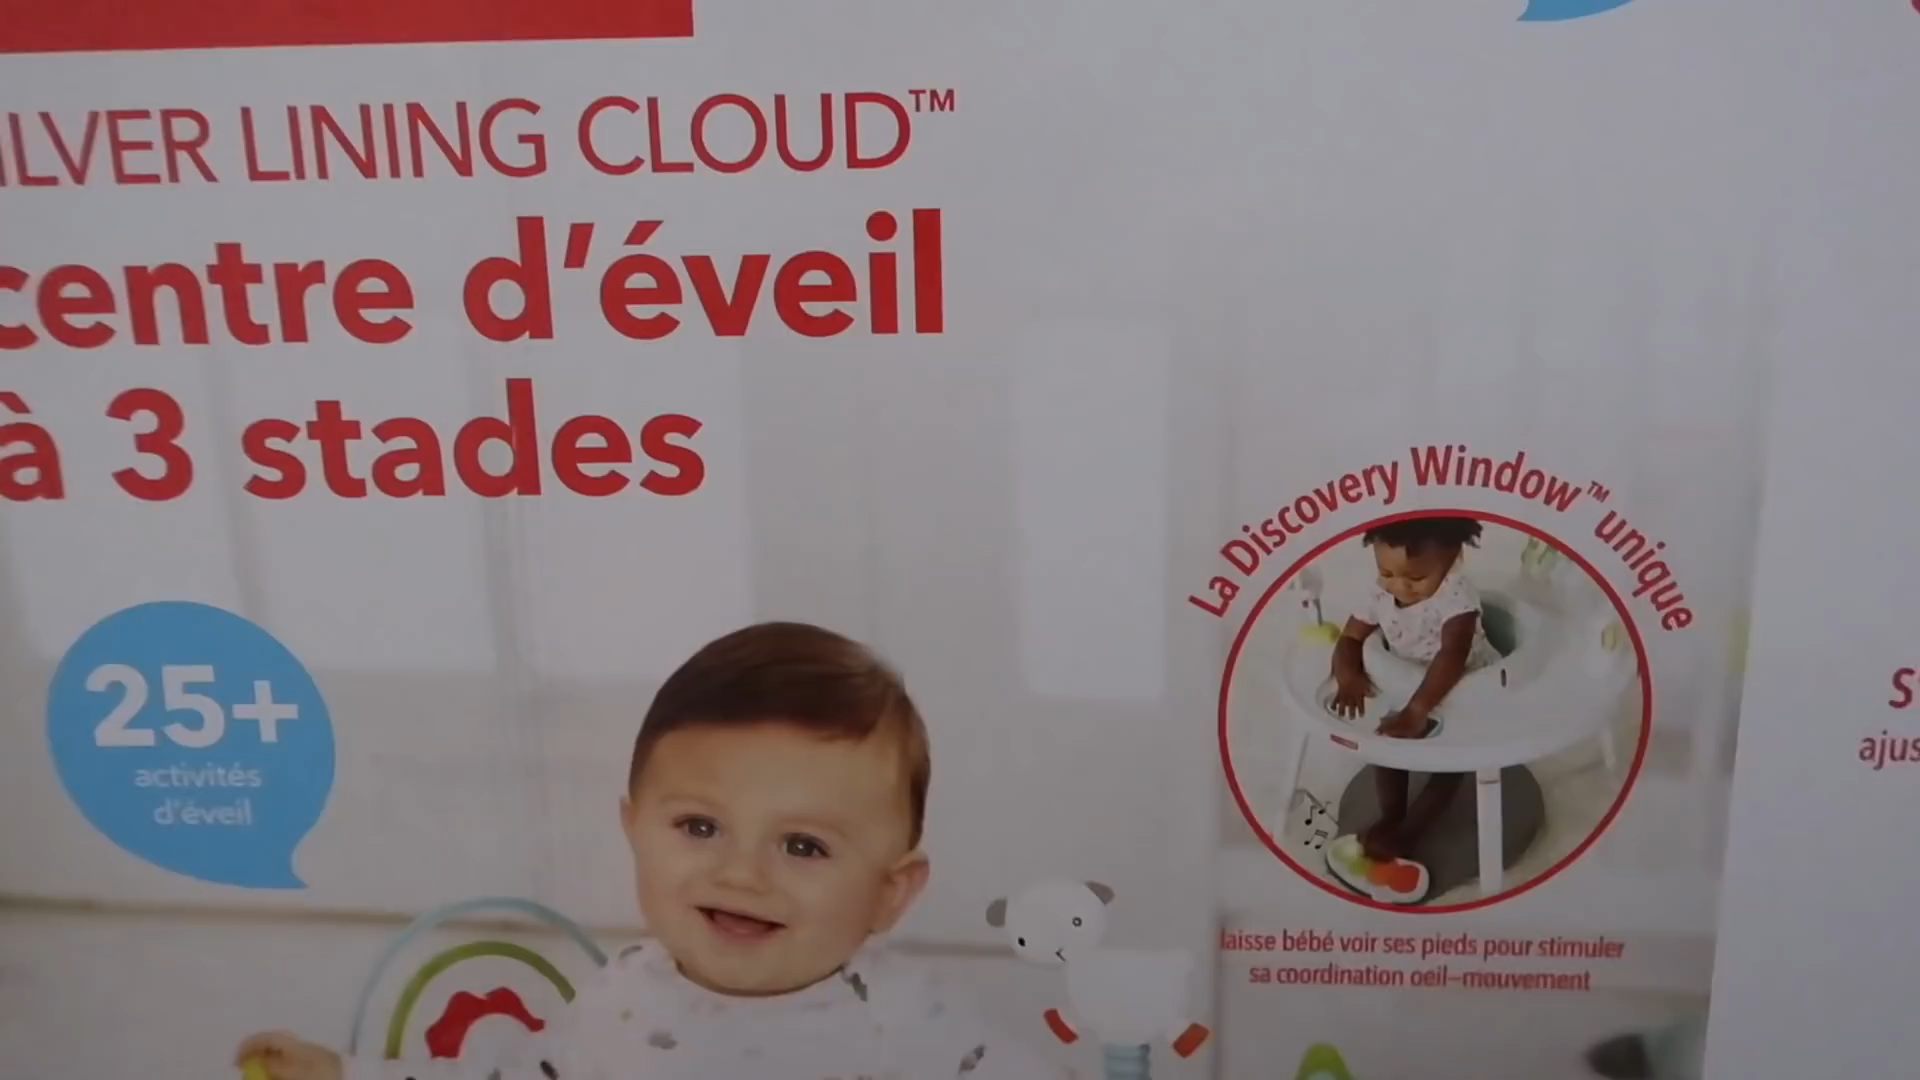 ILVER LINING CLOUD™
centre d'éveil
à 3 stades
25+
activités
d'éveil
La Discovery Window™ unique
laisse bébé voir ses pieds pour stimuler
sa coordination oeil–mouvement
S'
ajus